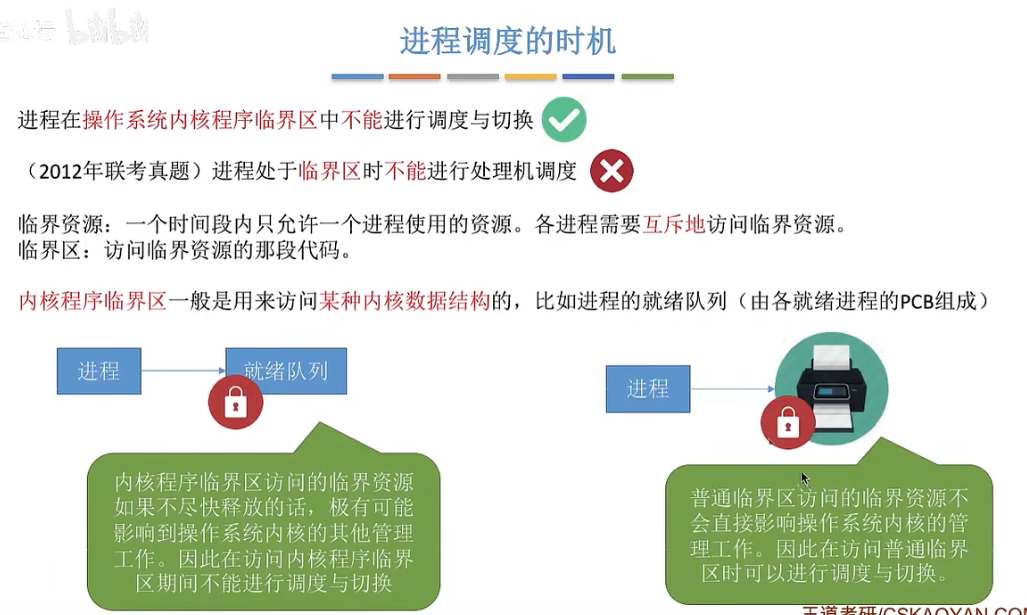 bilibili
进程调度的时机
进程在操作系统内核程序临界区中不能进行调度与切换
（2012年联考真题）进程处于临界区时不能进行处理机调度
临界资源：一个时间段内只允许一个进程使用的资源。各进程需要互斥地访问临界资源。
临界区：访问临界资源的那段代码。
内核程序临界区一般是用来访问某种内核数据结构的，比如进程的就绪队列（由各就绪进程的PCB组成）
进程
就绪队列
进程
内核程序临界区访问的临界资源
如果不尽快释放的话，极有可能
影响到操作系统内核的其他管理
工作。因此在访问内核程序临界
区期间不能进行调度与切换
普通临界区访问的临界资源不
会直接影响操作系统内核的管
理工作。因此在访问普通临界
区时可以进行调度与切换。
王道考研/CSKAOYAN.COM